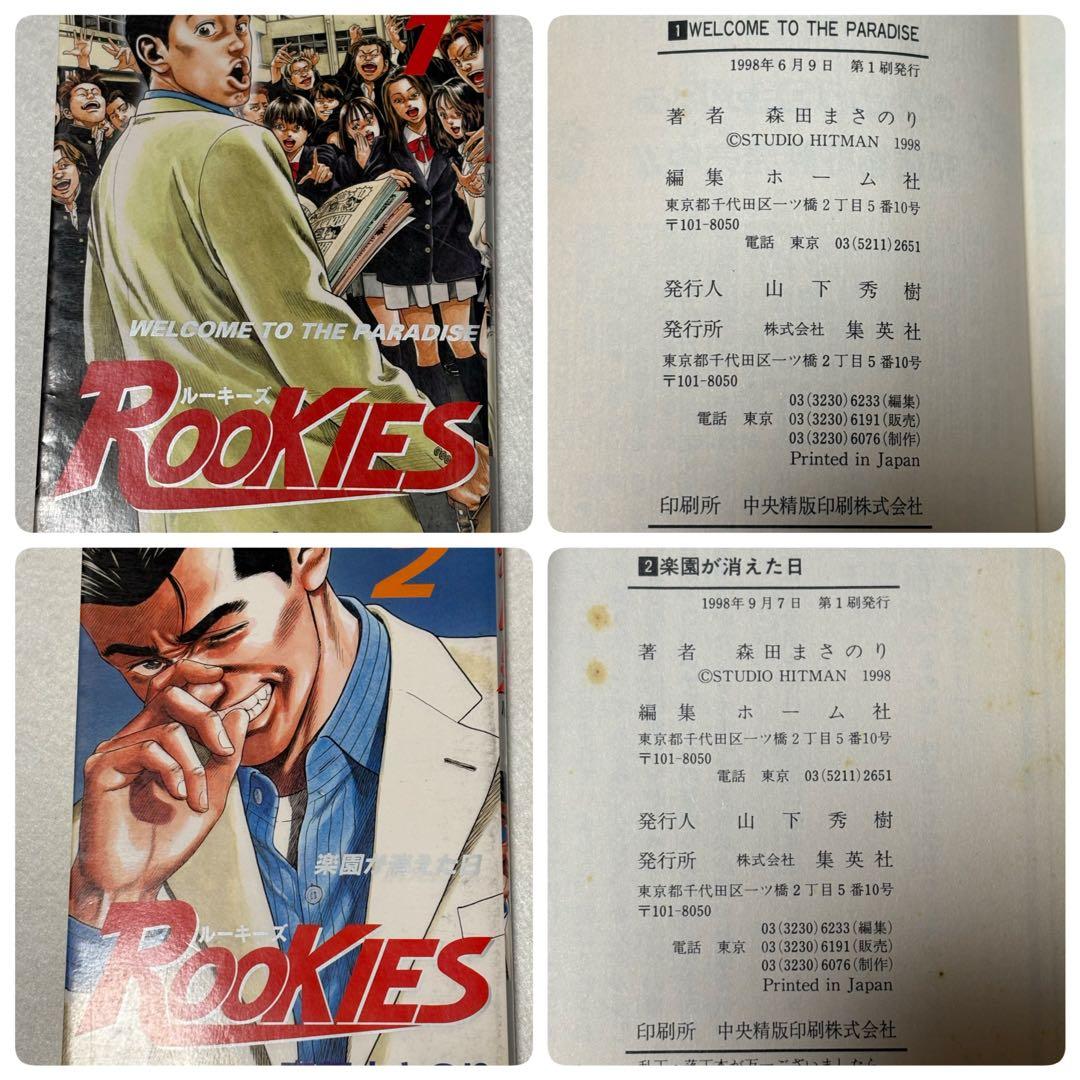 1
WELCOME TO THE PARADISE
ルーキーズ
ROOKIES
1 WELCOME TO THE PARADISE
1998年6月9日 第1刷発行
著者 森田まさのり
©STUDIO HITMAN 1998
編集 ホーム社
東京都千代田区一ツ橋2丁目5番10号
〒101-8050
電話 東京 03(5211)2651
発行人 山下秀樹
発行所 株式会社 集英社
東京都千代田区一ツ橋2丁目5番10号
〒101-8050
03(3230)6233(編集)
電話 東京 03(3230)6191(販売)
03(3230)6076(制作)
Printed in Japan
印刷所 中央精版印刷株式会社
2
楽園が消えた日
ルーキーズ
ROOKIES
2 楽園が消えた日
1998年9月7日 第1刷発行
著者 森田まさのり
©STUDIO HITMAN 1998
編集 ホーム社
東京都千代田区一ツ橋2丁目5番10号
〒101-8050
電話 東京 03(5211)2651
発行人 山下秀樹
発行所 株式会社 集英社
東京都千代田区一ツ橋2丁目5番10号
〒101-8050
03(3230)6233(編集)
電話 東京 03(3230)6191(販売)
03(3230)6076(制作)
Printed in Japan
印刷所 中央精版印刷株式会社